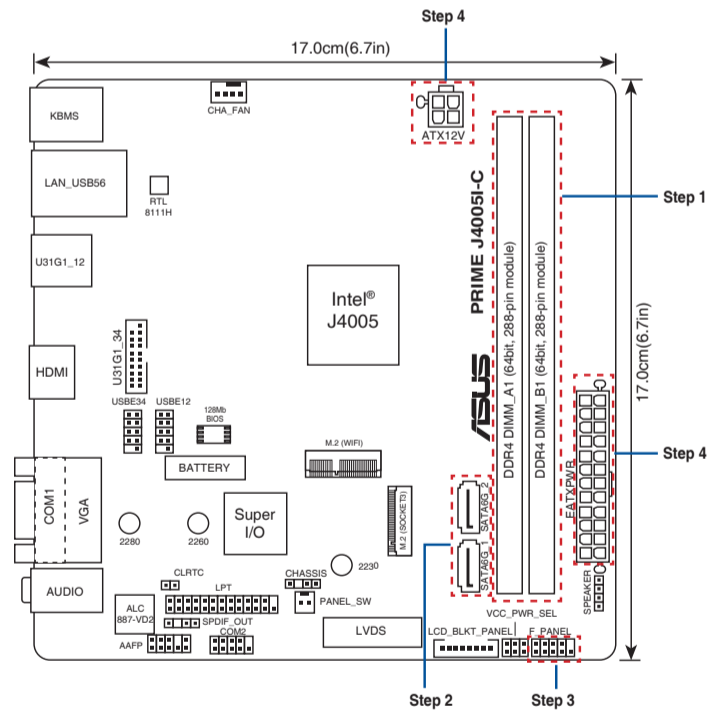 Step 4
17.0cm(6.7in)
KBMS
CHA_FAN
ATX12V
LAN_USB56
RTL
8111H
Step 1
U31G1_12
PRIME J4005I-C
Intel®
J4005
DDR4 DIMM_A1 (64bit, 288-pin module)
DDR4 DIMM_B1 (64bit, 288-pin module)
17.0cm(6.7in)
U31G1_34
HDMI
ASUS
USBE34
USBE12
128Mb
BIOS
M.2 (WIFI)
BATTERY
EATXPWR
Step 4
COM1
VGA
Super
I/O
M.2 (SOCKET3)
SATA6G_2
SATA6G_1
2280
2260
2230
CLRTC
CHASSIS
AUDIO
LPT
PANEL_SW
SPEAKER
ALC
887-VD2
SPDIF_OUT
COM2
LVDS
VCC_PWR_SEL
LCD_BLKT_PANEL
F_PANEL
AAFP
Step 2
Step 3